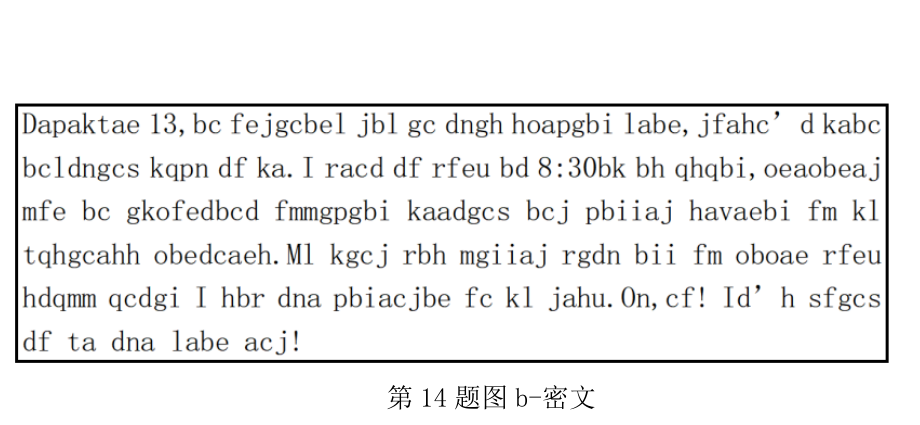 Dapaktae 13,bc fejgcbel jbl gc dngh hoapgbi labe,jfahc’d kabc
bcldngcs kqpn df ka.I racd df rfeu bd 8:30bk bh qhqbi,oeaobeaj
mfe bc gkofedbcd fmmgpgbi kaadgcs bcj pbiiaj havaebi fm kl
tqhgcahh obedcaeh.Ml kgcj rbh mgiiaj rgdn bii fm oboae rfeu
hdqmm qcdgi I hbr dna pbiacjbe fc kl jahu.On,cf! Id’h sfgcs
df ta dna labe acj!
第 14 题图 b-密文